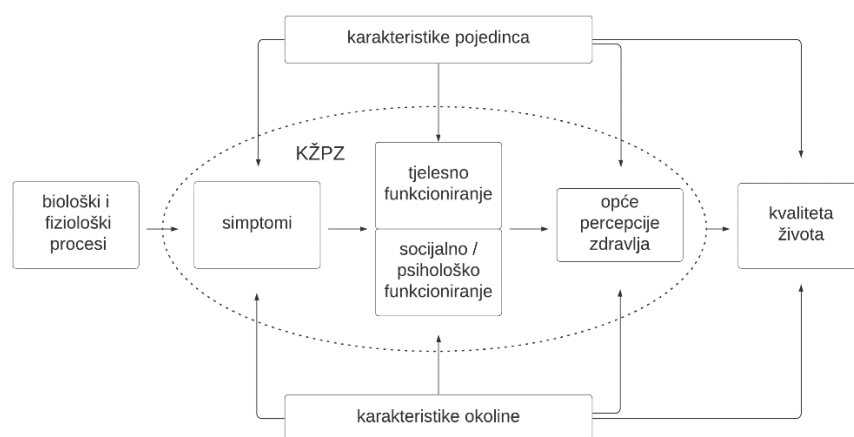 karakteristike pojedinca
KŽPZ
biološki i
fiziološki
procesi
simptomi
tjelesno
funkcioniranje
socijalno /
psihološko
funkcioniranje
opće
percepcije
zdravlja
kvaliteta
života
karakteristike okoline